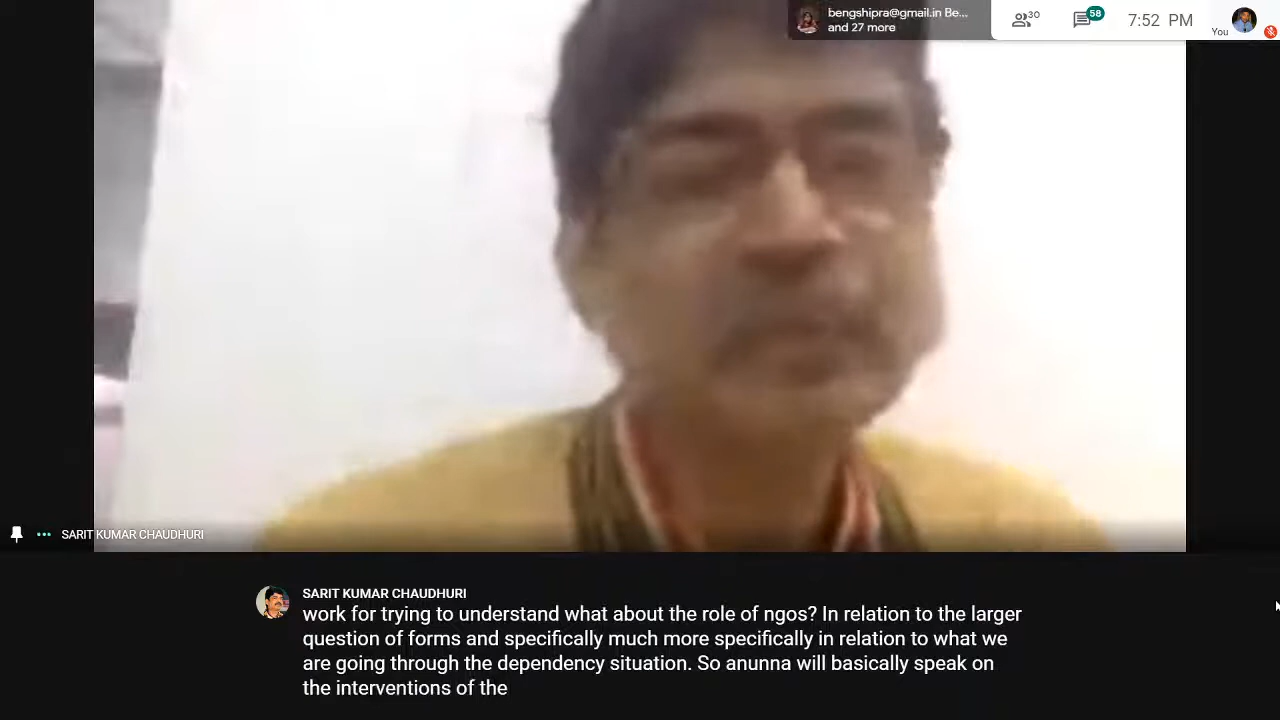 bengshipra@gmail.in Be...
and 27 more
30
58
7:52 PM
You
SARIT KUMAR CHAUDHURI
SARIT KUMAR CHAUDHURI
work for trying to understand what about the role of ngos? In relation to the larger
question of forms and specifically much more specifically in relation to what we
are going through the dependency situation. So anunna will basically speak on
the interventions of the